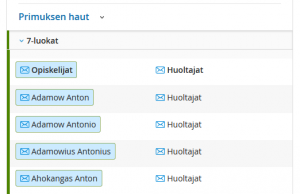 Primuksen haut
7-luokat
Opiskelijat Huoltajat
Adamow Anton Huoltajat
Adamow Antonio Huoltajat
Adamowius Antonius Huoltajat
Ahokangas Anton Huoltajat